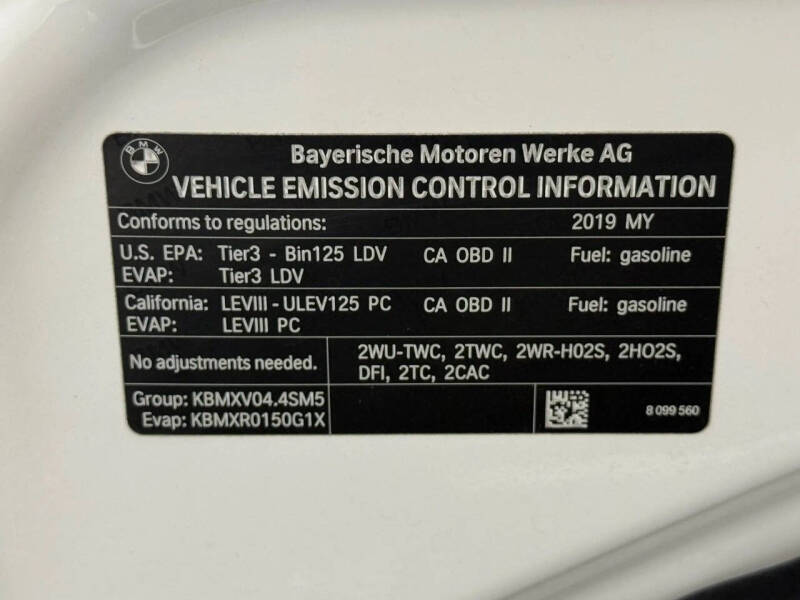 BMW
Bayerische Motoren Werke AG
VEHICLE EMISSION CONTROL INFORMATION
Conforms to regulations: 2019 MY
U.S. EPA: Tier3 - Bin125 LDV CA OBD II Fuel: gasoline
EVAP: Tier3 LDV
California: LEVIII - ULEV125 PC CA OBD II Fuel: gasoline
EVAP: LEVIII PC
No adjustments needed.
2WU-TWC, 2TWC, 2WR-H02S, 2HO2S,
DFI, 2TC, 2CAC
Group: KBMXV04.4SM5
Evap: KBMXR0150G1X
8 099 560